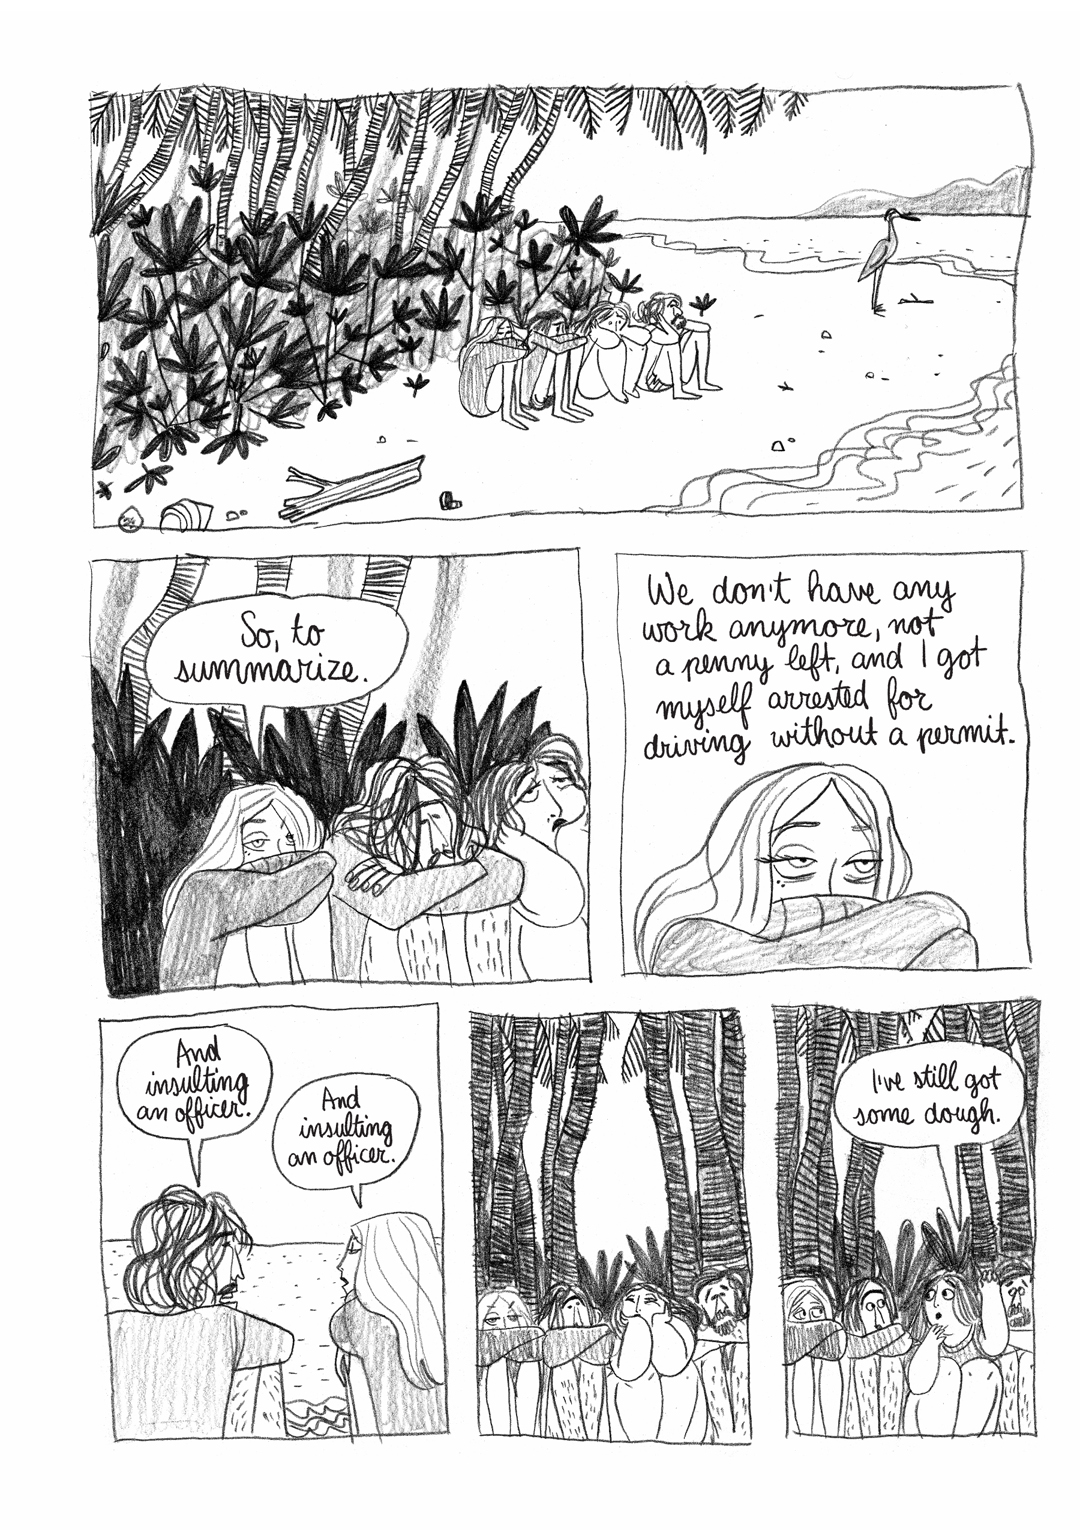 So, to
summarize.
We don't have any
work anymore, not
a penny left, and I got
myself arrested for
driving without a permit.
And
insulting
an officer.
And
insulting
an officer.
I've still got
some dough.